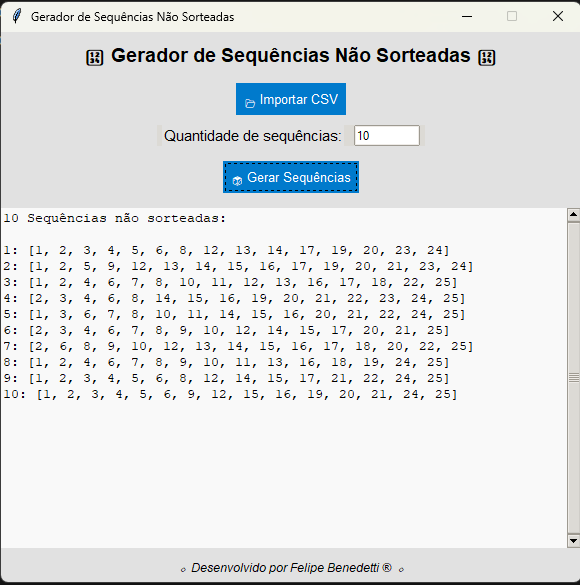 Gerador de Sequências Não Sorteadas
🔢 Gerador de Sequências Não Sorteadas 🔢
Importar CSV
Quantidade de sequências: 10
Gerar Sequências
10 Sequências não sorteadas:
1: [1, 2, 3, 4, 5, 6, 8, 12, 13, 14, 17, 19, 20, 23, 24]
2: [1, 2, 5, 9, 12, 13, 14, 15, 16, 17, 19, 20, 21, 23, 24]
3: [1, 2, 4, 6, 7, 8, 10, 11, 12, 13, 16, 17, 18, 22, 25]
4: [2, 3, 4, 6, 8, 14, 15, 16, 19, 20, 21, 22, 23, 24, 25]
5: [1, 3, 6, 7, 8, 10, 11, 14, 15, 16, 20, 21, 22, 24, 25]
6: [2, 3, 4, 6, 7, 8, 9, 10, 12, 14, 15, 17, 20, 21, 25]
7: [2, 6, 8, 9, 10, 12, 13, 14, 15, 16, 17, 18, 20, 22, 25]
8: [1, 2, 4, 6, 7, 8, 9, 10, 11, 13, 16, 18, 19, 24, 25]
9: [1, 2, 3, 4, 5, 6, 8, 12, 14, 15, 17, 21, 22, 24, 25]
10: [1, 2, 3, 4, 5, 6, 9, 12, 15, 16, 19, 20, 21, 24, 25]
Desenvolvido por Felipe Benedetti ®